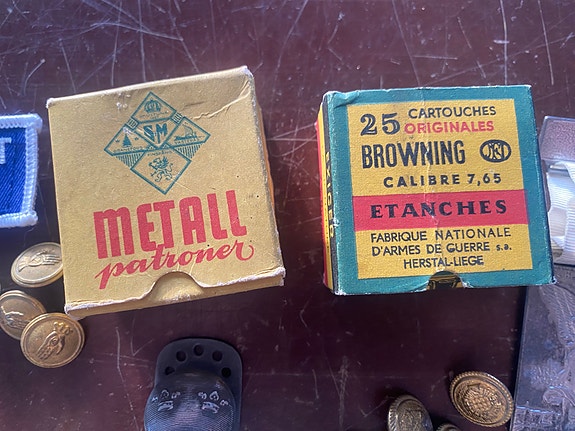 SM
METALL
patroner
25 CARTOUCHES
ORIGINALES
BROWNING FN
CALIBRE 7,65
ETANCHES
FABRIQUE NATIONALE
D'ARMES DE GUERRE s.a.
HERSTAL-LIEGE
T